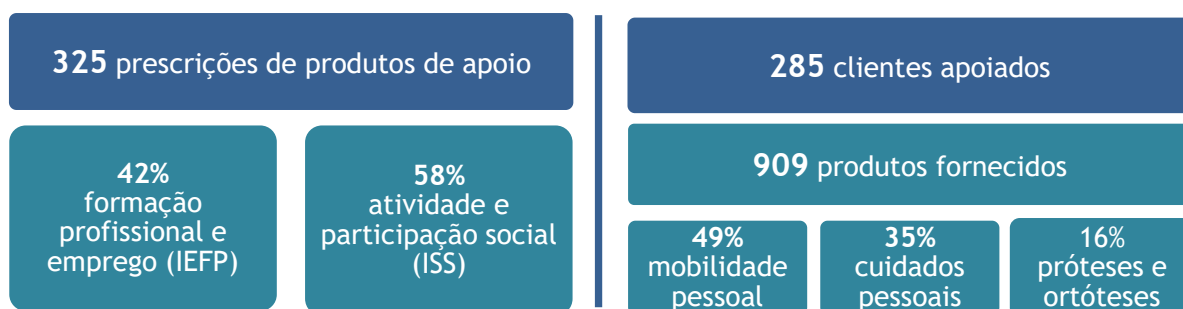 325 prescrições de produtos de apoio
42%
formação
profissional e
emprego (IEFP)
58%
atividade e
participação social
(ISS)
285 clientes apoiados
909 produtos fornecidos
49%
mobilidade
pessoal
35%
cuidados
pessoais
16%
próteses e
ortóteses